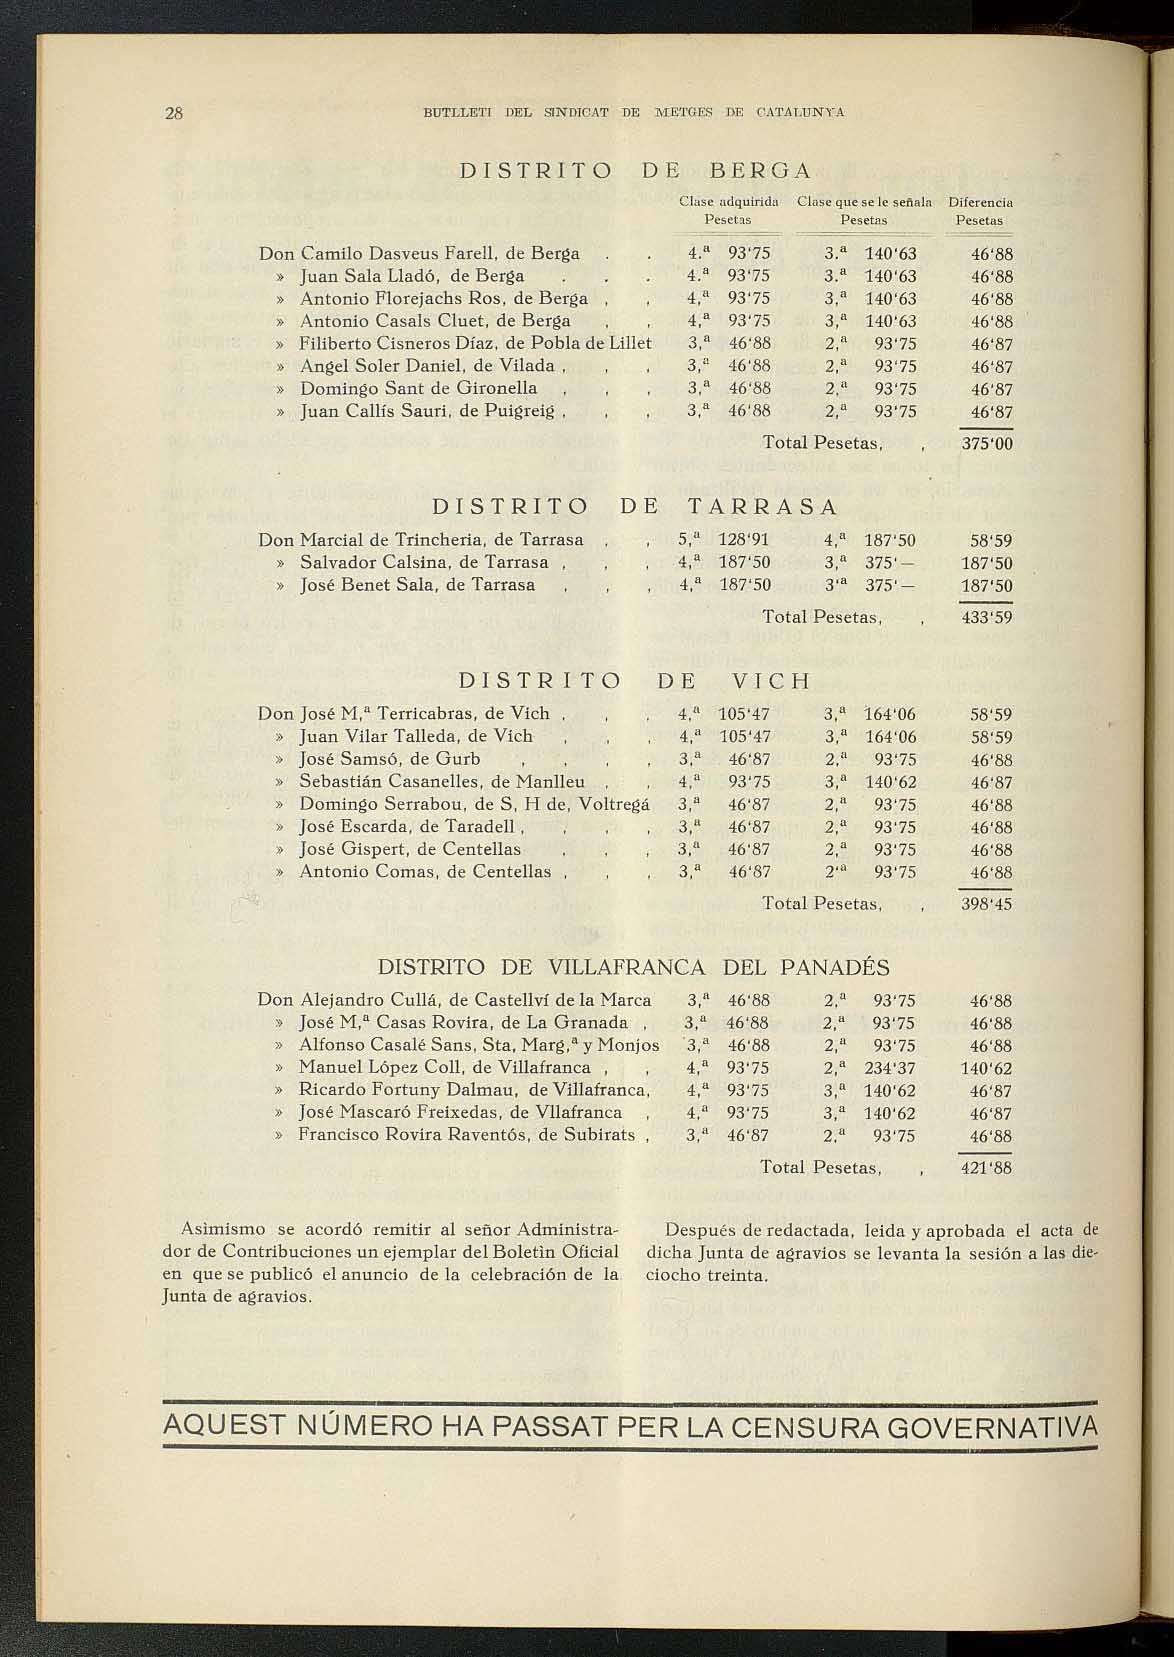 28
BUTLLETI DEL SINDICAT DE METGES DE CATALUNYA
DISTRITO DE BERGA
Clase adquirida Clase que se le señala Diferencia
Pesetas Pesetas Pesetas
Don Camilo Dasveus Farell, de Berga . . 4.ª 93'75 3.ª 140'63 46'88
» Juan Sala Lladó, de Berga . . . 4.ª 93'75 3.ª 140'63 46'88
» Antonio Florejachs Ros, de Berga , , 4,ª 93'75 3,ª 140'63 46'88
» Antonio Casals Cluet, de Berga , , 4,ª 93'75 3,ª 140'63 46'88
» Filiberto Cisneros Díaz, de Pobla de Lillet 3,ª 46'88 2,ª 93'75 46'87
» Angel Soler Daniel, de Vilada , , , 3,ª 46'88 2,ª 93'75 46'87
» Domingo Sant de Gironella , , , 3,ª 46'88 2,ª 93'75 46'87
» Juan Callís Sauri, de Puigreig , , , 3,ª 46'88 2,ª 93'75 46'87
Total Pesetas, , 375'00
DISTRITO DE TARRASA
Don Marcial de Trincheria, de Tarrasa , , 5,ª 128'91 4,ª 187'50 58'59
» Salvador Calsina, de Tarrasa , , , 4,ª 187'50 3,ª 375'— 187'50
» José Benet Sala, de Tarrasa , , , 4,ª 187'50 3'ª 375'— 187'50
Total Pesetas, , 433'59
DISTRITO DE VICH
Don José M,ª Terricabras, de Vich , , , 4,ª 105'47 3,ª 164'06 58'59
» Juan Vilar Talleda, de Vich , , , 4,ª 105'47 3,ª 164'06 58'59
» José Samsó, de Gurb , , , , 3,ª 46'87 2,ª 93'75 46'88
» Sebastián Casanelles, de Manlleu , , 4,ª 93'75 3,ª 140'62 46'87
» Domingo Serrabou, de S, H de, Voltregá 3,ª 46'87 2,ª 93'75 46'88
» José Escarda, de Taradell , , , , 3,ª 46'87 2,ª 93'75 46'88
» José Gispert, de Centellas , , , 3,ª 46'87 2,ª 93'75 46'88
» Antonio Comas, de Centellas , , , 3,ª 46'87 2'ª 93'75 46'88
Total Pesetas, , 398'45
DISTRITO DE VILLAFRANCA DEL PANADÉS
Don Alejandro Cullá, de Castellví de la Marca 3,ª 46'88 2,ª 93'75 46'88
» José M,ª Casas Rovira, de La Granada , 3,ª 46'88 2,ª 93'75 46'88
» Alfonso Casalé Sans, Sta, Marg,ª y Monjos 3,ª 46'88 2,ª 93'75 46'88
» Manuel López Coll, de Villafranca , , 4,ª 93'75 2,ª 234'37 140'62
» Ricardo Fortuny Dalmau, de Villafranca, 4,ª 93'75 3,ª 140'62 46'87
» José Mascaró Freixedas, de Vllafranca , 4,ª 93'75 3,ª 140'62 46'87
» Francisco Rovira Raventós, de Subirats , 3,ª 46'87 2,ª 93'75 46'88
Total Pesetas, , 421'88
Asimismo se acordó remitir al señor Administra-
dor de Contribuciones un ejemplar del Boletìn Oficial
en que se publicó el anuncio de la celebración de la
Junta de agravios.
Después de redactada, leida y aprobada el acta de
dicha Junta de agravios se levanta la sesión a las die-
ciocho treinta.
AQUEST NÚMERO HA PASSAT PER LA CENSURA GOVERNATIVA